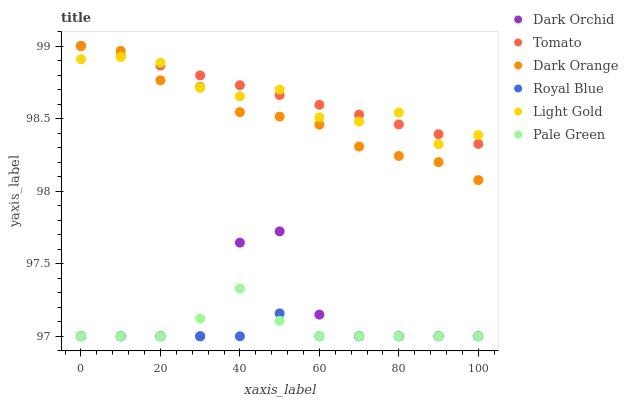 title
Dark Orchid
Tomato
Dark Orange
Royal Blue
Light Gold
Pale Green
yaxis_label
99
98.5
98
97.5
97
0 20 40 60 80 100
xaxis_label